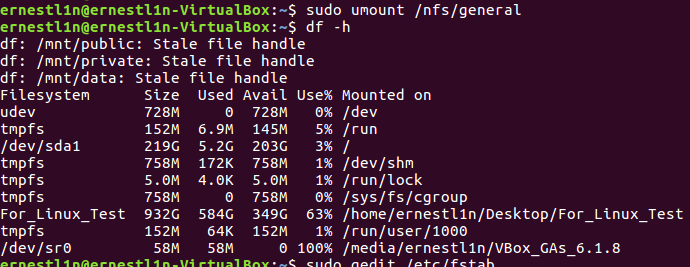 ernestl1n@ernestl1n-VirtualBox:~$ sudo umount /nfs/general
ernestl1n@ernestl1n-VirtualBox:~$ df -h
df: /mnt/public: Stale file handle
df: /mnt/private: Stale file handle
df: /mnt/data: Stale file handle
Filesystem      Size  Used Avail Use% Mounted on
udev            728M     0  728M   0% /dev
tmpfs           152M  6.9M  145M   5% /run
/dev/sda1       219G  5.2G  203G   3% /
tmpfs           758M  172K  758M   1% /dev/shm
tmpfs           5.0M  4.0K  5.0M   1% /run/lock
tmpfs           758M     0  758M   0% /sys/fs/cgroup
For_Linux_Test  932G  584G  349G  63% /home/ernestl1n/Desktop/For_Linux_Test
tmpfs           152M   64K  152M   1% /run/user/1000
/dev/sr0         58M   58M     0 100% /media/ernestl1n/VBox_GAs_6.1.8
ernestl1n@ernestl1n-VirtualBox:~$ sudo gedit /etc/fstab